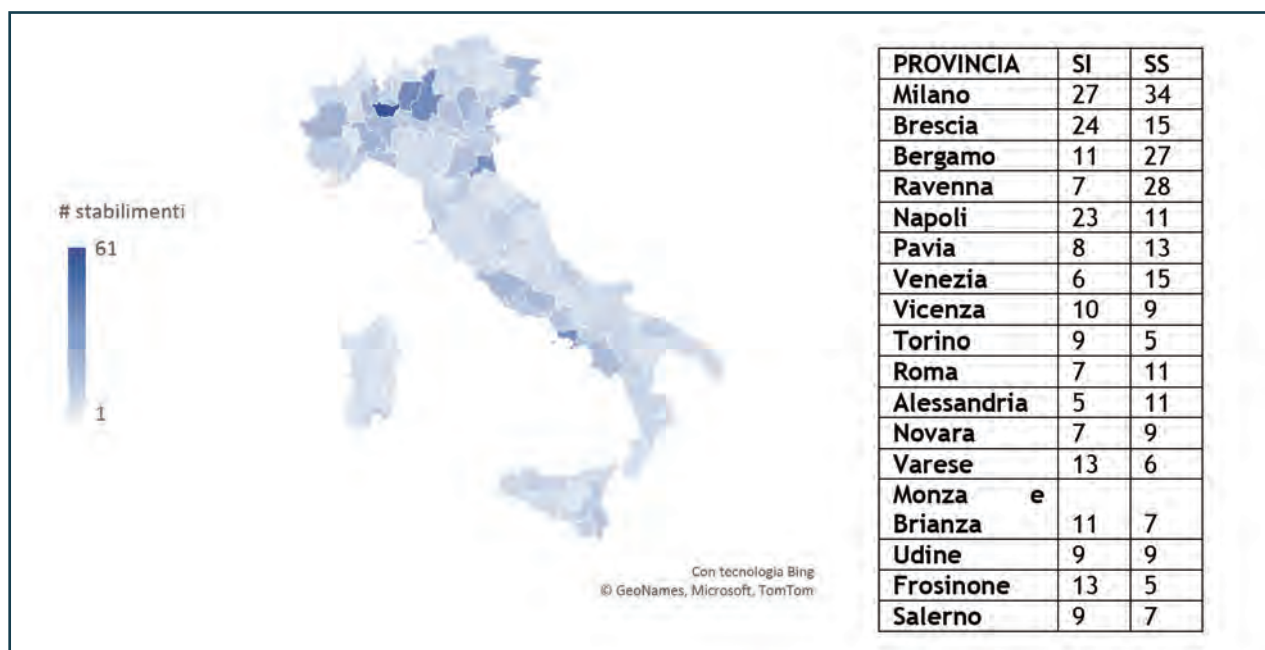 # stabilimenti
61
1
Con tecnologia Bing
© GeoNames, Microsoft, TomTom
PROVINCIA SI SS
Milano 27 34
Brescia 24 15
Bergamo 11 27
Ravenna 7 28
Napoli 23 11
Pavia 8 13
Venezia 6 15
Vicenza 10 9
Torino 9 5
Roma 7 11
Alessandria 5 11
Novara 7 9
Varese 13 6
Monza e
Brianza 11 7
Udine 9 9
Frosinone 13 5
Salerno 9 7